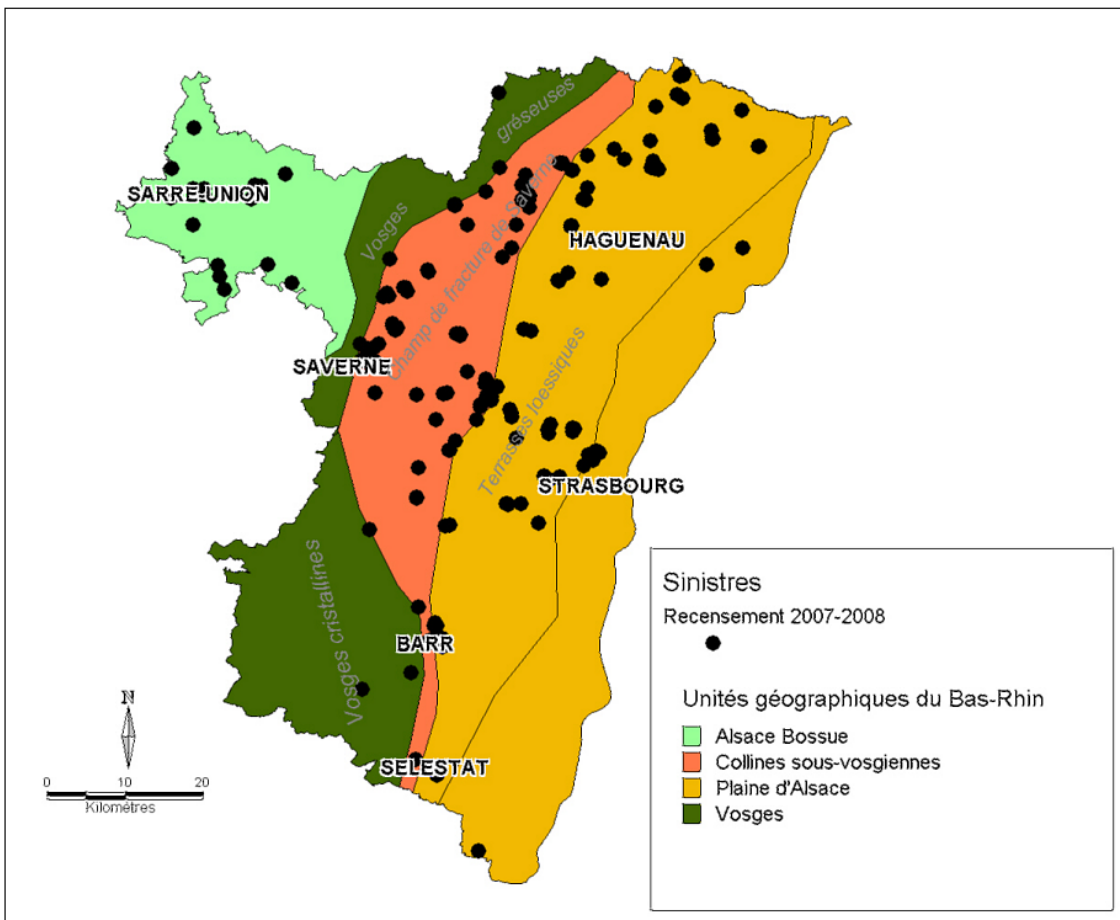 gréseuses
SARRE-UNION
Vosges
Champ de fracture de Saverne
HAGUENAU
SAVERNE
Terrasses loessiques
STRASBOURG
Vosges cristallines
BARR
SELESTAT
N
0 10 20
Kilomètres
Sinistres
Recensement 2007-2008
Unités géographiques du Bas-Rhin
Alsace Bossue
Collines sous-vosgiennes
Plaine d'Alsace
Vosges